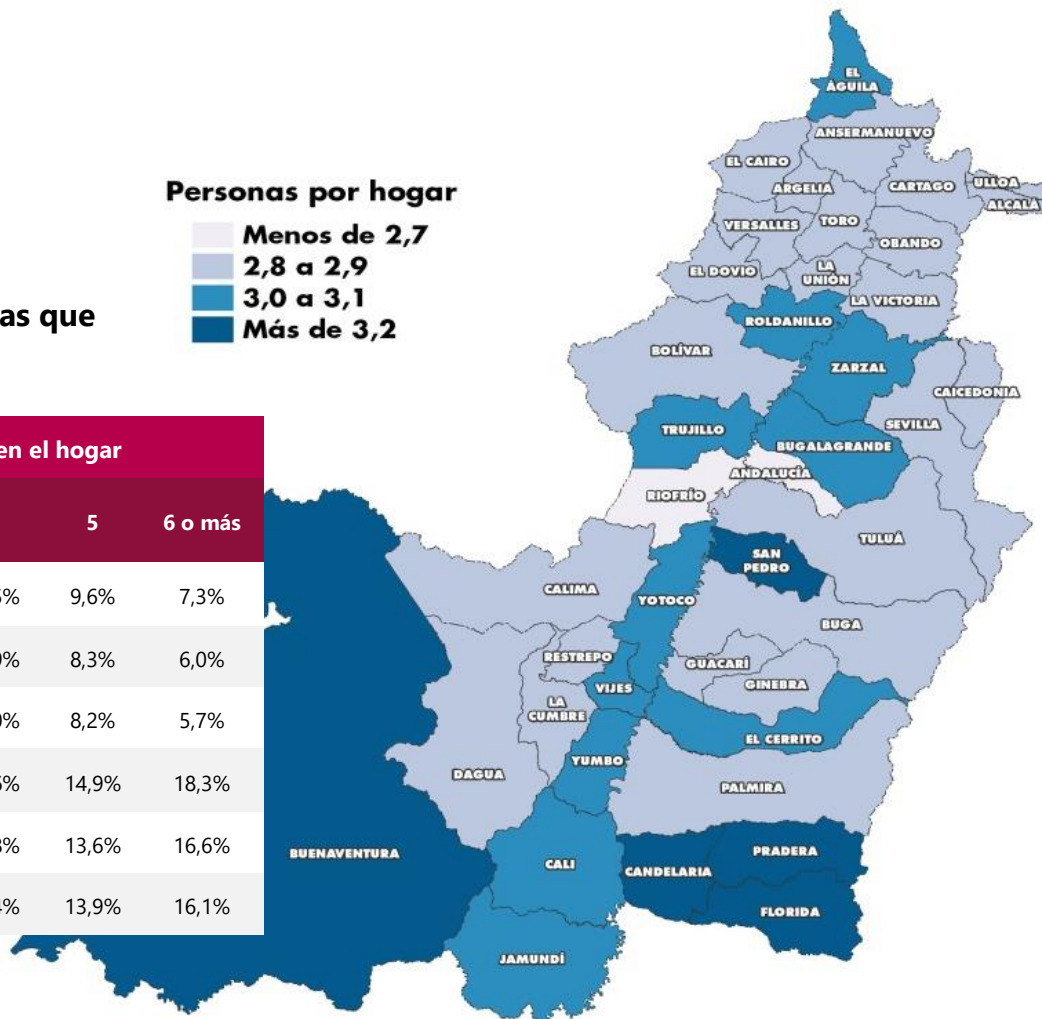 Personas por hogar
Menos de 2,7
2,8 a 2,9
3,0 a 3,1
Más de 3,2
as que
en el hogar
5 6 o más
% 9,6% 7,3%
% 8,3% 6,0%
% 8,2% 5,7%
% 14,9% 18,3%
% 13,6% 16,6%
% 13,9% 16,1%
EL
ÁGUILA
ANSERMANUEVO
EL CAIRO
ARGELIA
CARTAGO
ULLOA
ALCALÁ
VERSALLES
TORO
OBANDO
EL DOVIO
LA
UNIÓN
LA VICTORIA
ROLDANILLO
BOLÍVAR
ZARZAL
CAICEDONIA
SEVILLA
TRUJILLO
BUGALAGRANDE
ANDALUCÍA
RIOFRÍO
TULUÁ
SAN
PEDRO
CALIMA
YOTOCO
BUGA
RESTREPO
GUACARÍ
VIJES
GINEBRA
LA
CUMBRE
EL CERRITO
YUMBO
DAGUA
PALMIRA
BUENAVENTURA
CALI
CANDELARIA
PRADERA
FLORIDA
JAMUNDÍ